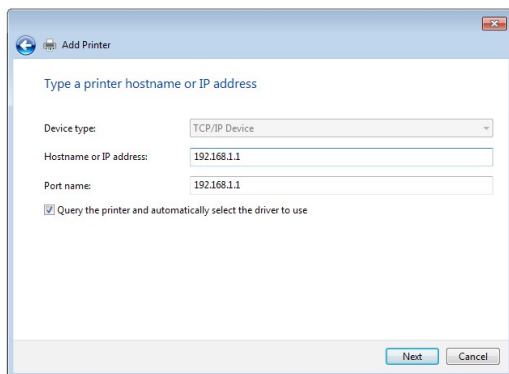 Add Printer
Type a printer hostname or IP address
Device type: TCP/IP Device
Hostname or IP address: 192.168.1.1
Port name: 192.168.1.1
Query the printer and automatically select the driver to use
Next Cancel